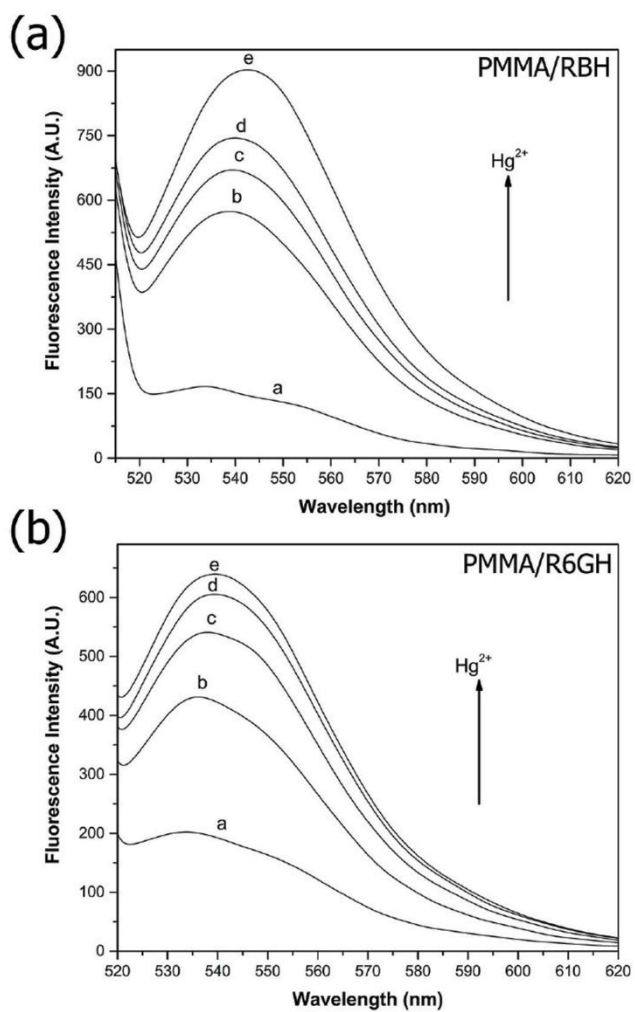 (a)
PMMA/RBH
Fluorescence Intensity (A.U.)
900
750
600
450
300
150
0
e
d
c
b
a
Hg²⁺
520 530 540 550 560 570 580 590 600 610 620
Wavelength (nm)
(b)
PMMA/R6GH
Fluorescence Intensity (A.U.)
600
500
400
300
200
100
0
e
d
c
b
a
Hg²⁺
520 530 540 550 560 570 580 590 600 610 620
Wavelength (nm)